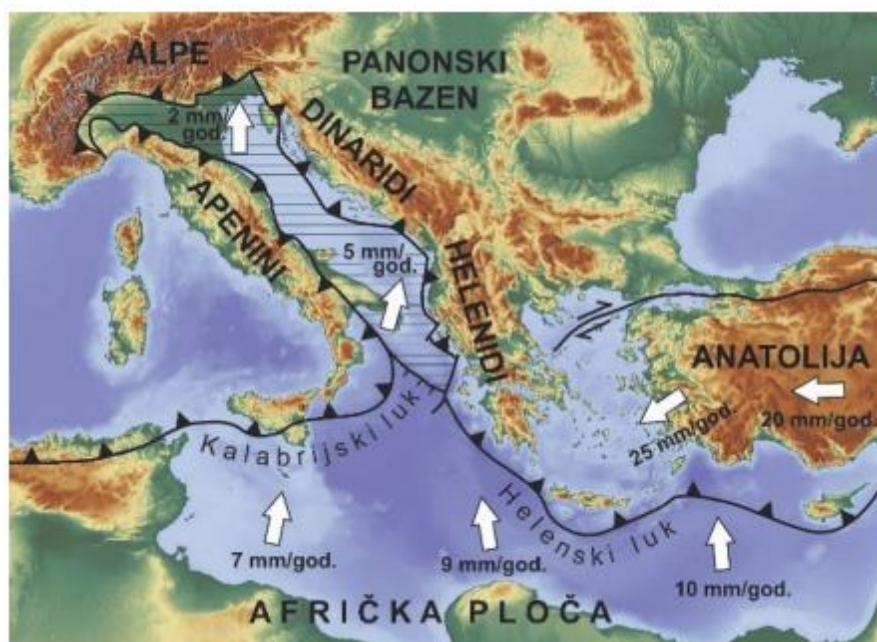 ALPE
PANONSKI
BAZEN
2 mm/
god.
DINARIDI
APENINI
5 mm/
god.
HELENIDI
ANATOLIJA
20 mm/god.
25 mm/god.
Kalabrijski luk
Helenski luk
7 mm/god.
9 mm/god.
10 mm/god.
AFRIČKA PLOČA